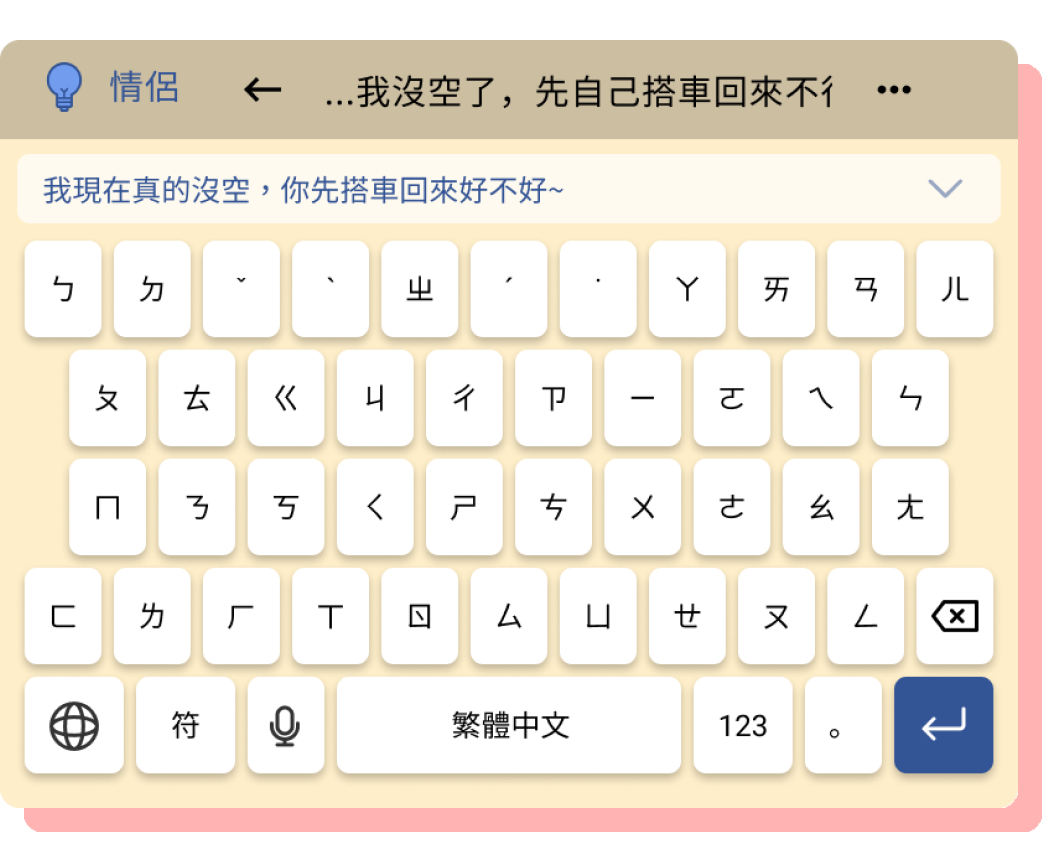 情侶 ← ...我沒空了，先自己搭車回來不彳 •••
我現在真的沒空，你先搭車回來好不好~
ㄅ ㄉ ˇ ˋ ㄓ ˊ ˙ ㄚ ㄞ ㄢ ㄦ
ㄆ ㄊ ㄍ ㄐ ㄔ ㄗ ㄧ ㄛ ㄟ ㄣ
ㄇ ㄋ ㄎ ㄑ ㄕ ㄘ ㄨ ㄜ ㄠ ㄤ
ㄈ ㄌ ㄏ ㄒ ㄖ ㄙ ㄩ ㄝ ㄡ ㄥ
符 繁體中文 123 。